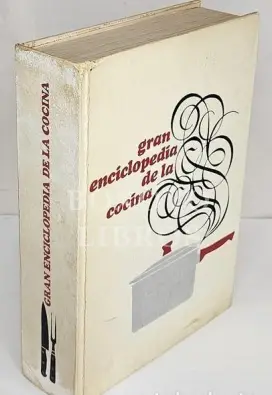 GRAN ENCICLOPEDIA DE LA COCINA
gran
enciclopedia
de la
cocina